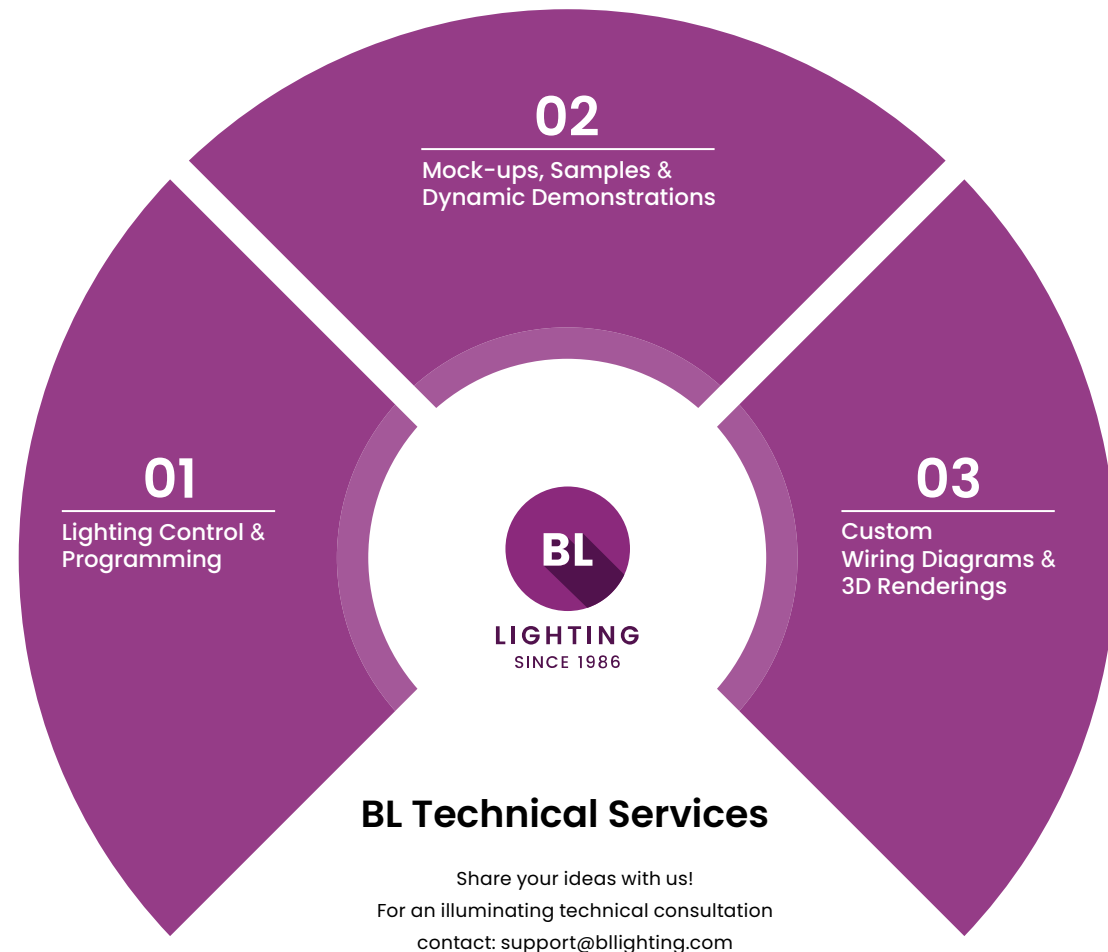 02
Mock-ups, Samples &
Dynamic Demonstrations
01
Lighting Control &
Programming
03
Custom
Wiring Diagrams &
3D Renderings
BL
LIGHTING
SINCE 1986
BL Technical Services
Share your ideas with us!
For an illuminating technical consultation
contact: support@bllighting.com